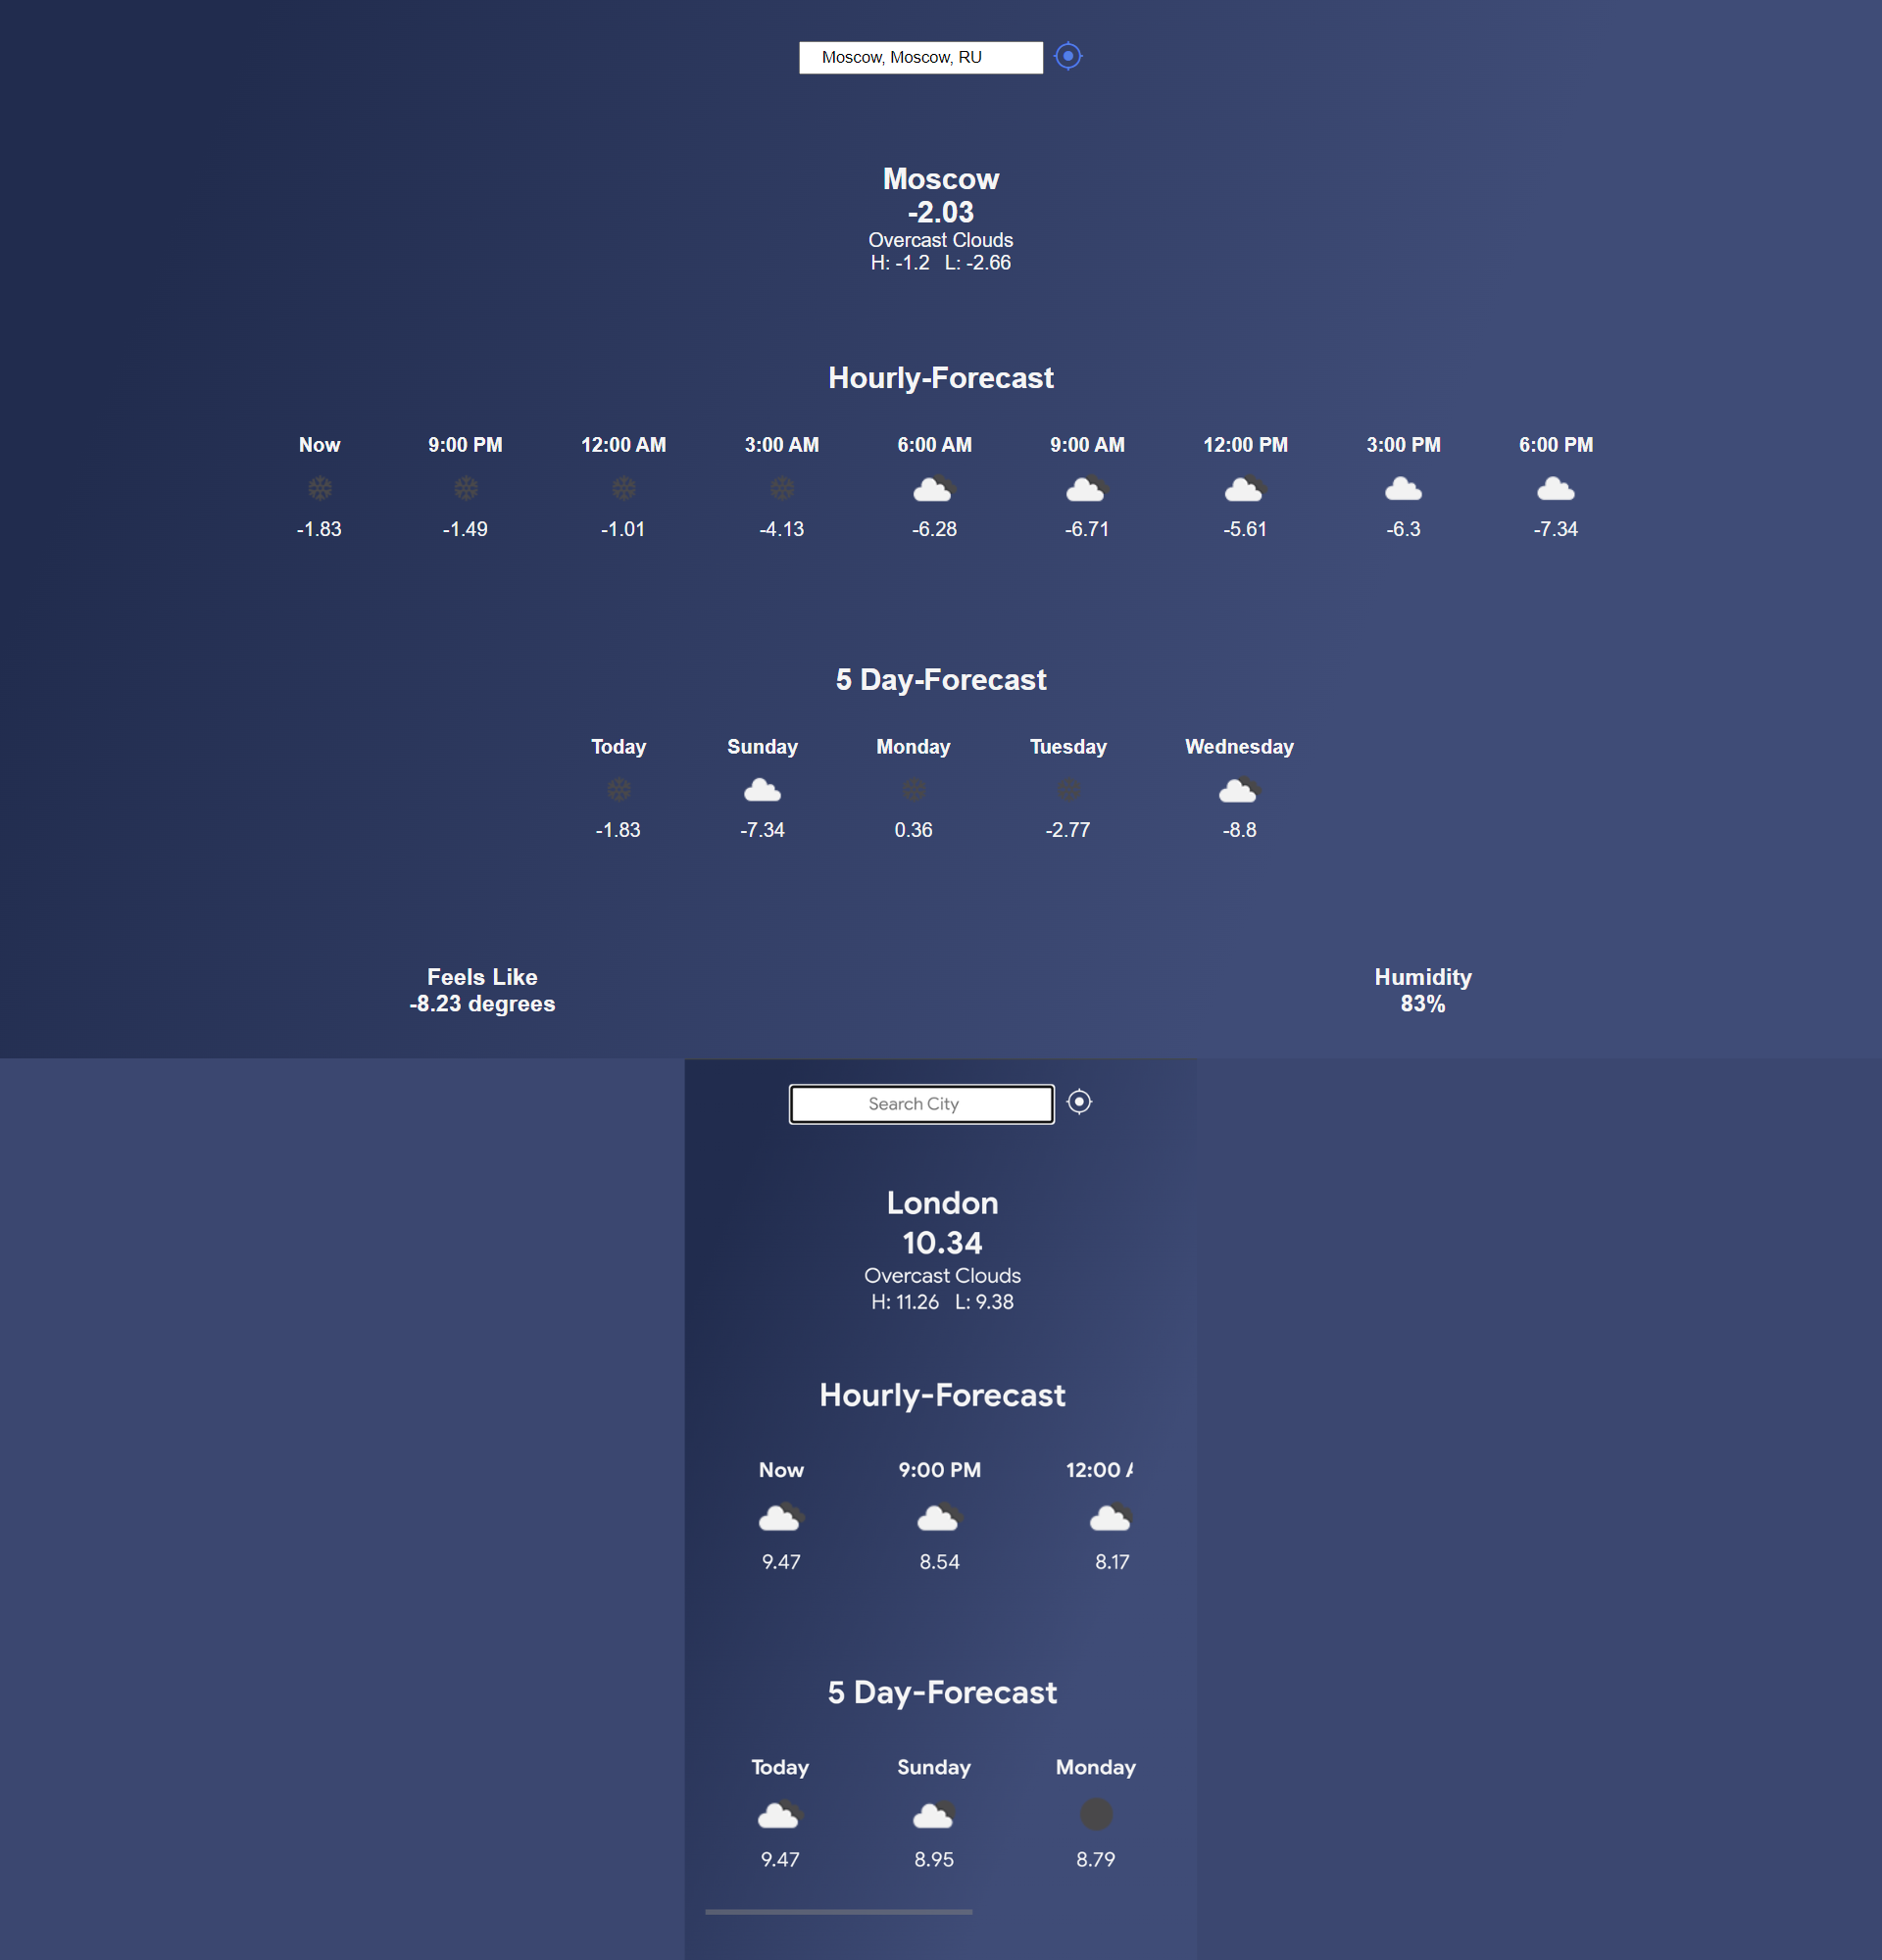 Moscow, Moscow, RU
Moscow
-2.03
Overcast Clouds
H: -1.2 L: -2.66
Hourly-Forecast
Now 9:00 PM 12:00 AM 3:00 AM 6:00 AM 9:00 AM 12:00 PM 3:00 PM 6:00 PM
-1.83 -1.49 -1.01 -4.13 -6.28 -6.71 -5.61 -6.3 -7.34
5 Day-Forecast
Today Sunday Monday Tuesday Wednesday
-1.83 -7.34 0.36 -2.77 -8.8
Feels Like Humidity
-8.23 degrees 83%
Search City
London
10.34
Overcast Clouds
H: 11.26 L: 9.38
Hourly-Forecast
Now 9:00 PM 12:00
9.47 8.54 8.17
5 Day-Forecast
Today Sunday Monday
9.47 8.95 8.79